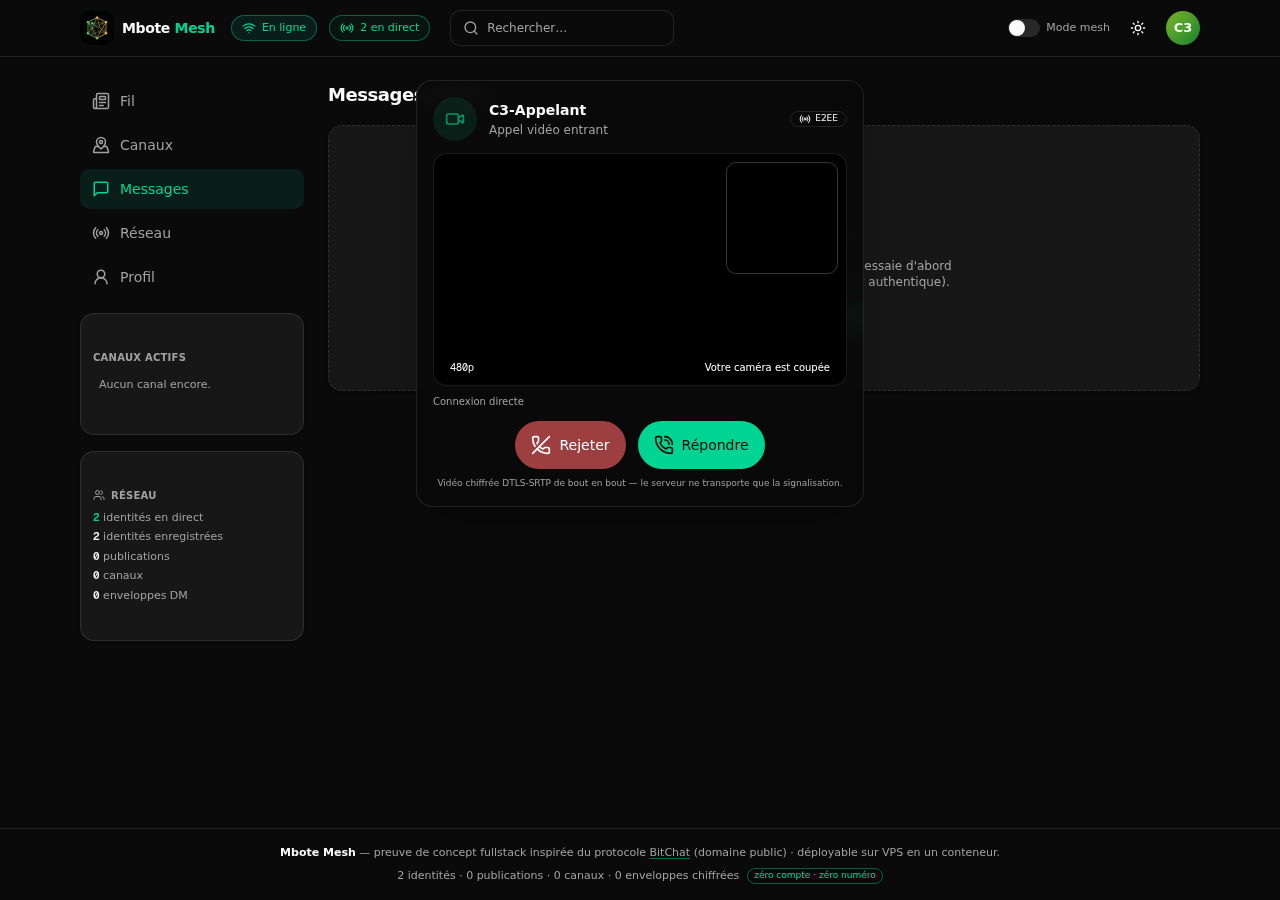 Mbote Mesh
En ligne
2 en direct
Rechercher…
Mode mesh
C3
Fil
Canaux
Messages
Réseau
Profil
CANAUX ACTIFS
Aucun canal encore.
RÉSEAU
2 identités en direct
2 identités enregistrées
0 publications
0 canaux
0 enveloppes DM
Messages
essaie d'abord
authentique).
C3-Appelant
Appel vidéo entrant
E2EE
480p
Votre caméra est coupée
Connexion directe
Rejeter
Répondre
Vidéo chiffrée DTLS-SRTP de bout en bout — le serveur ne transporte que la signalisation.
Mbote Mesh — preuve de concept fullstack inspirée du protocole BitChat (domaine public) · déployable sur VPS en un conteneur.
2 identités · 0 publications · 0 canaux · 0 enveloppes chiffrées
zéro compte · zéro numéro